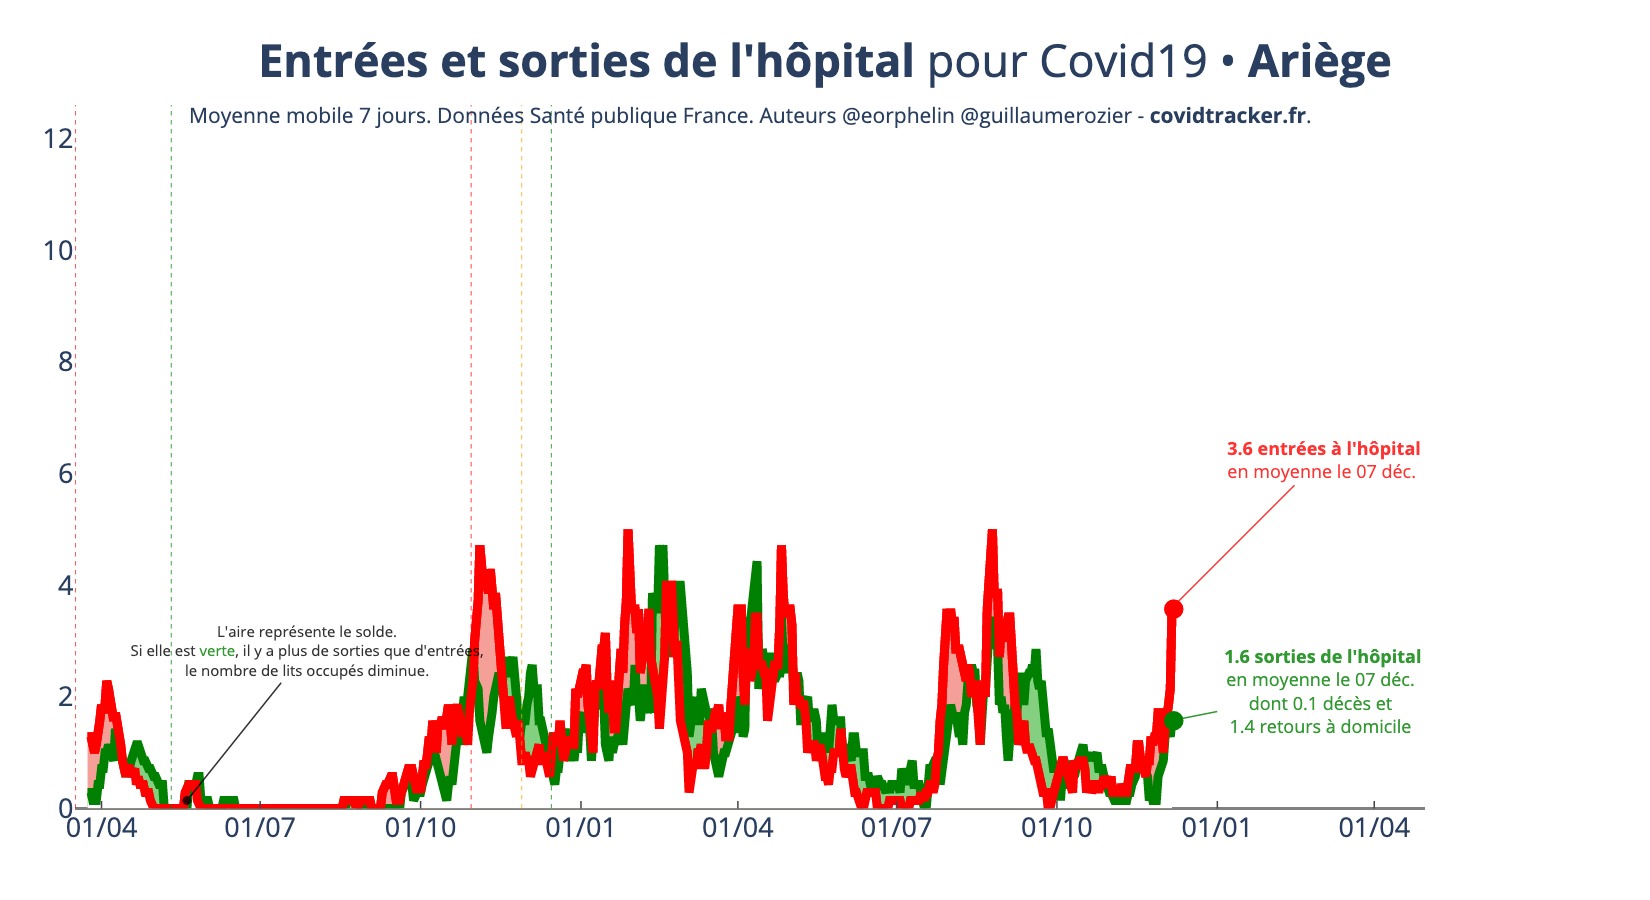 Entrées et sorties de l'hôpital pour Covid19 • Ariège
Moyenne mobile 7 jours. Données Santé publique France. Auteurs @eorphelin @guillaumerozier - covidtracker.fr.
12
10
8
6
4
2
0
3.6 entrées à l'hôpital
en moyenne le 07 déc.
L'aire représente le solde.
Si elle est verte, il y a plus de sorties que d'entrées,
le nombre de lits occupés diminue.
1.6 sorties de l'hôpital
en moyenne le 07 déc.
dont 0.1 décès et
1.4 retours à domicile
01/04 01/07 01/10 01/01 01/04 01/07 01/10 01/01 01/04